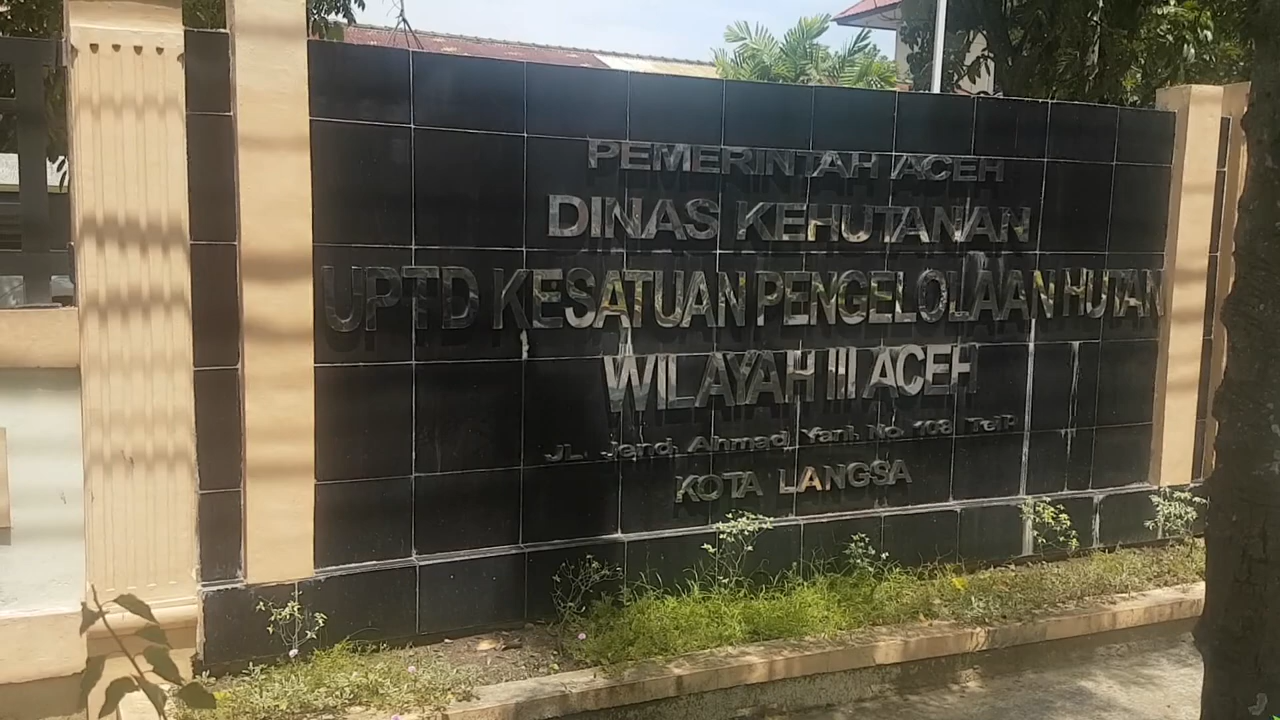 PEMERINTAH ACEH
DINAS KEHUTANAN
UPTD KESATUAN PENGELOLAAN HUTAN
WILAYAH III ACEH
JL. Jend. Ahmad Yani. No. 108 TelP
KOTA LANGSA